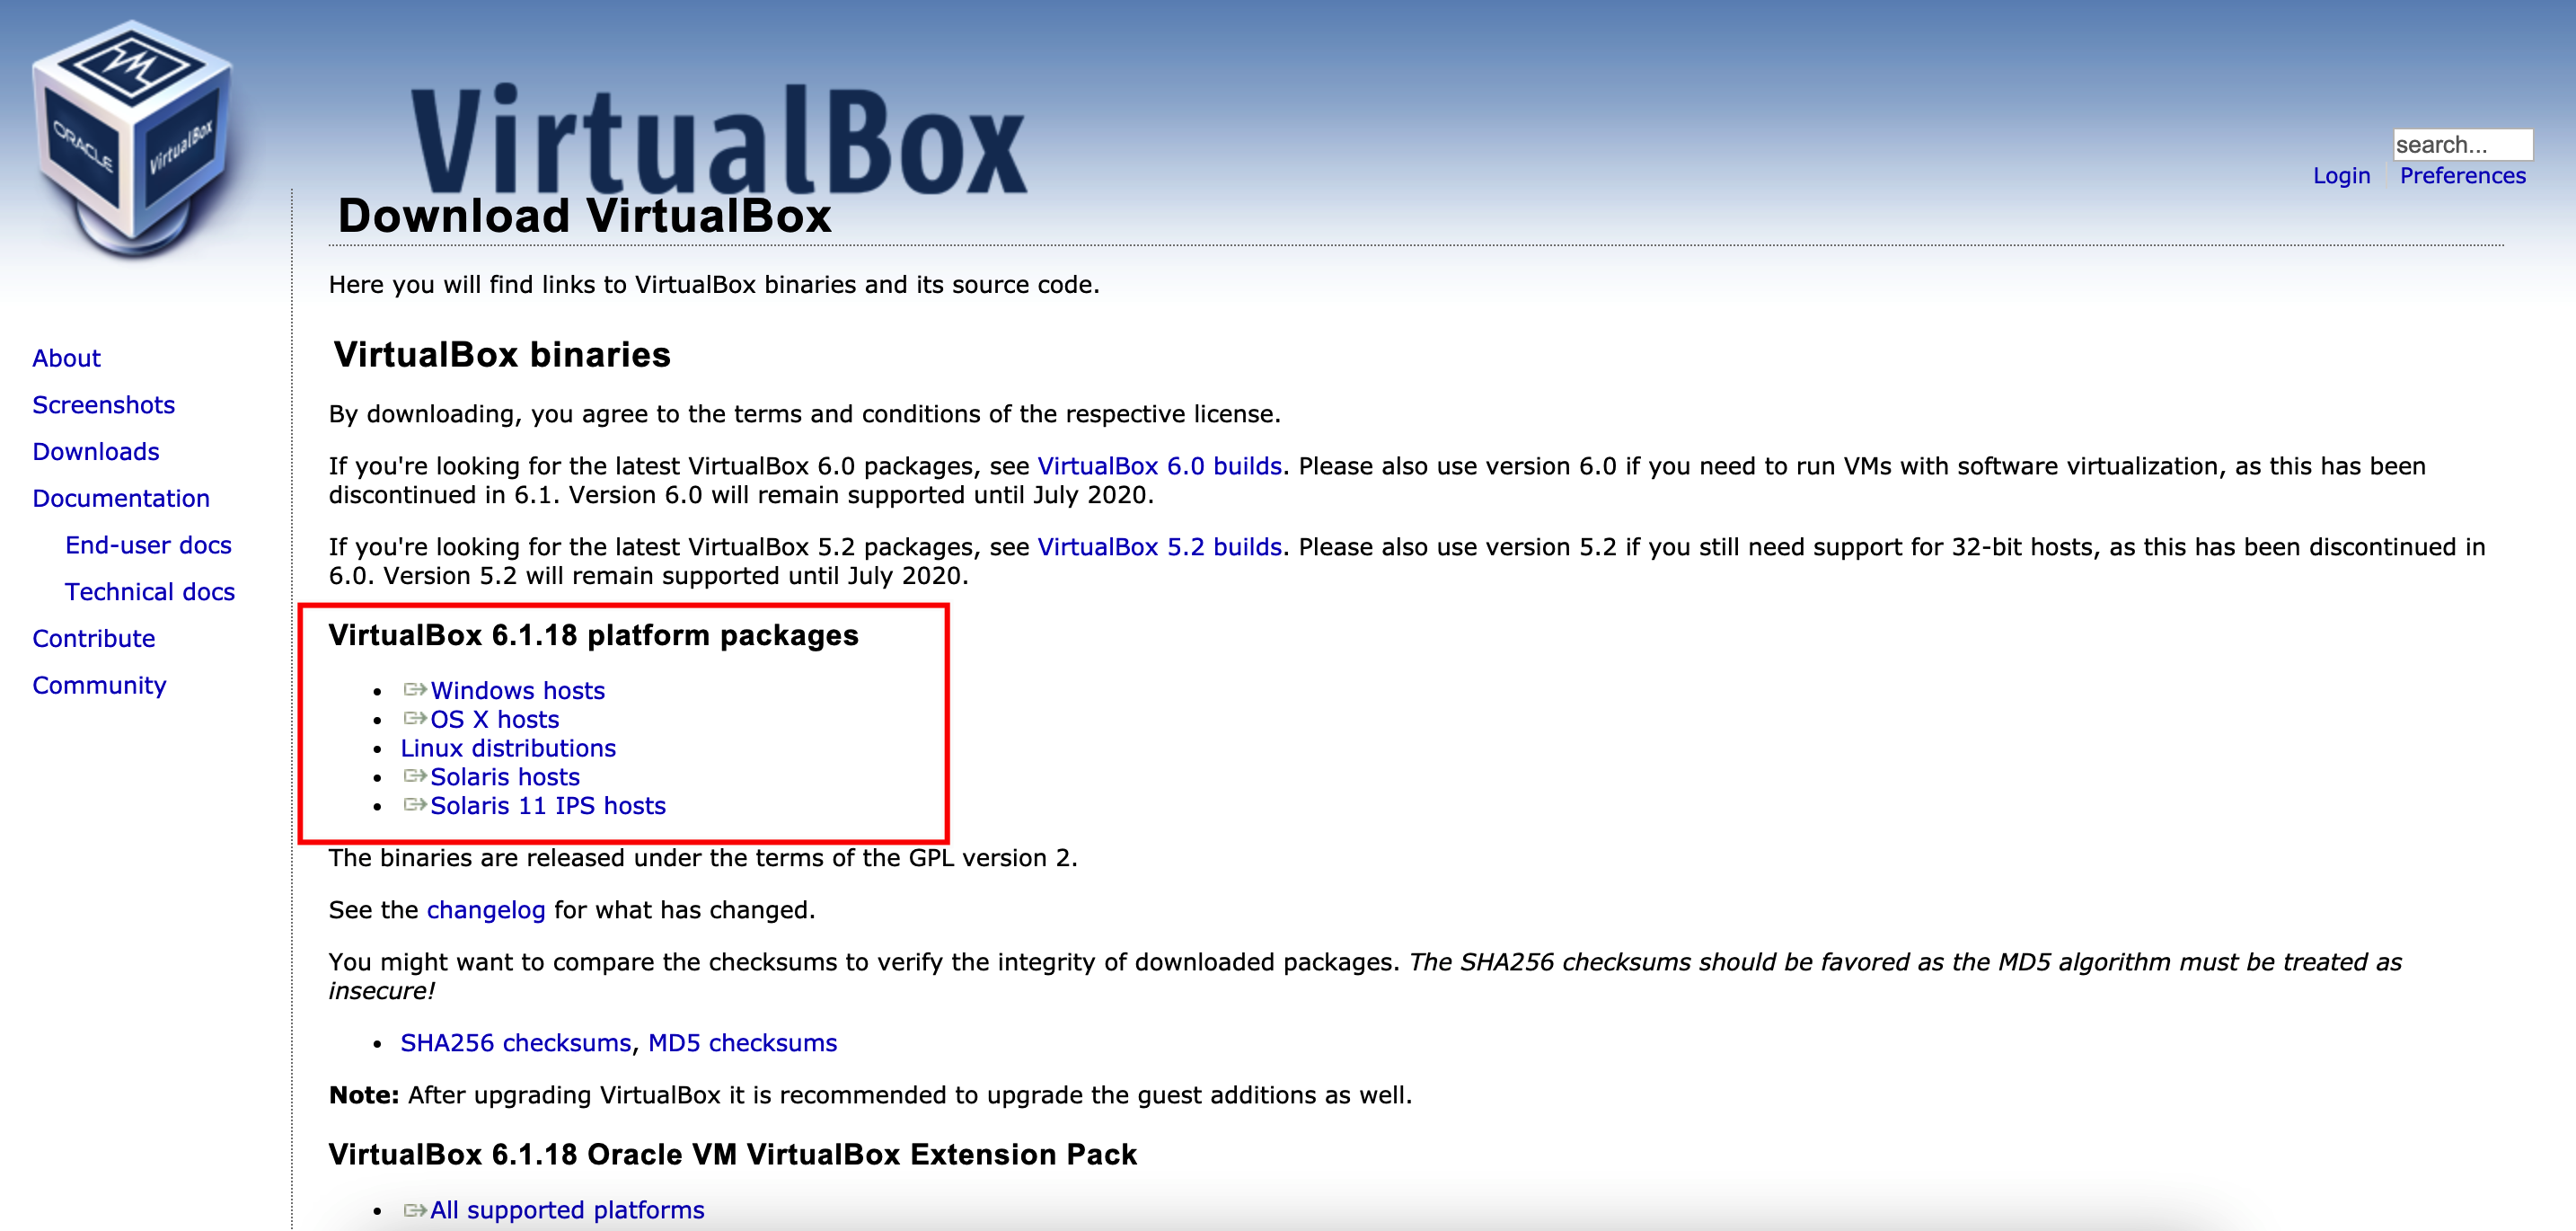 ORACLE
VirtualBox
VirtualBox
search...
Login
Preferences
Download VirtualBox
Here you will find links to VirtualBox binaries and its source code.
About
Screenshots
Downloads
Documentation
End-user docs
Technical docs
Contribute
Community
VirtualBox binaries
By downloading, you agree to the terms and conditions of the respective license.
If you're looking for the latest VirtualBox 6.0 packages, see VirtualBox 6.0 builds. Please also use version 6.0 if you need to run VMs with software virtualization, as this has been
discontinued in 6.1. Version 6.0 will remain supported until July 2020.
If you're looking for the latest VirtualBox 5.2 packages, see VirtualBox 5.2 builds. Please also use version 5.2 if you still need support for 32-bit hosts, as this has been discontinued in
6.0. Version 5.2 will remain supported until July 2020.
VirtualBox 6.1.18 platform packages
• Windows hosts
• OS X hosts
• Linux distributions
• Solaris hosts
• Solaris 11 IPS hosts
The binaries are released under the terms of the GPL version 2.
See the changelog for what has changed.
You might want to compare the checksums to verify the integrity of downloaded packages. The SHA256 checksums should be favored as the MD5 algorithm must be treated as
insecure!
• SHA256 checksums, MD5 checksums
Note: After upgrading VirtualBox it is recommended to upgrade the guest additions as well.
VirtualBox 6.1.18 Oracle VM VirtualBox Extension Pack
• All supported platforms